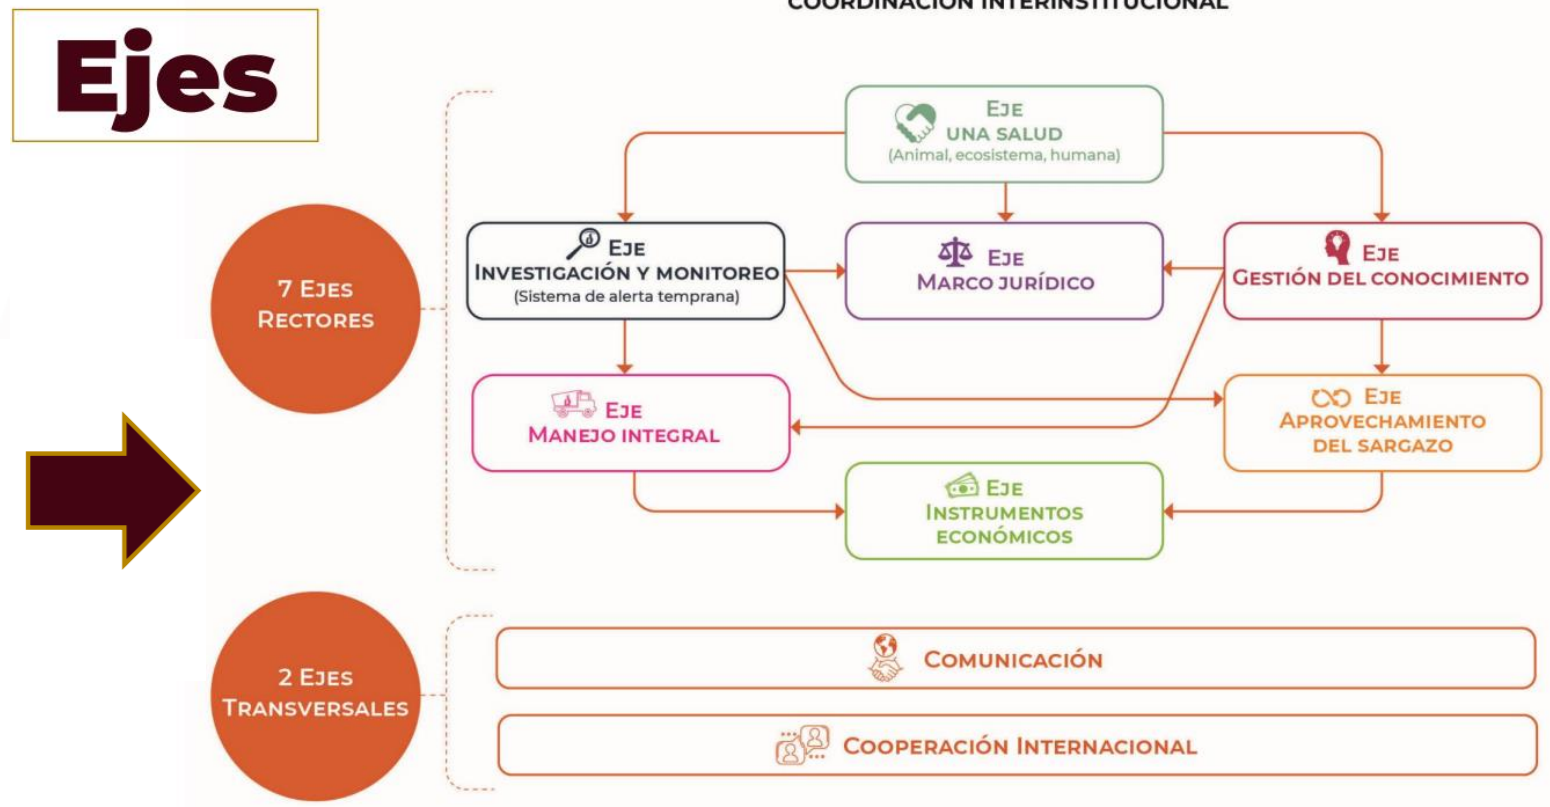 COORDINACIÓN INTERINSTITUCIONAL
Ejes
7 EJES
RECTORES
EJE
UNA SALUD
(Animal, ecosistema, humana)
EJE
INVESTIGACIÓN Y MONITOREO
(Sistema de alerta temprana)
EJE
MARCO JURÍDICO
EJE
GESTIÓN DEL CONOCIMIENTO
EJE
MANEJO INTEGRAL
EJE
APROVECHAMIENTO
DEL SARGAZO
EJE
INSTRUMENTOS
ECONÓMICOS
2 EJES
TRANSVERSALES
COMUNICACIÓN
COOPERACIÓN INTERNACIONAL